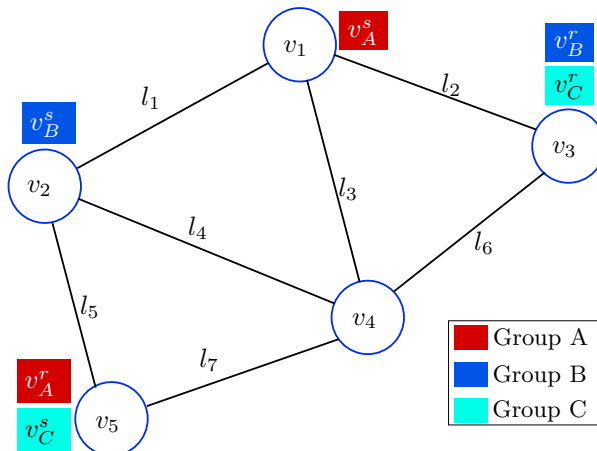 v_1
v_A^s
v_B^r
v_C^r
l_1
l_2
v_B^s
v_3
v_2
l_3
l_4
l_6
l_5
v_4
Group A
l_7
Group B
v_A^r
v_C^s
v_5
Group C